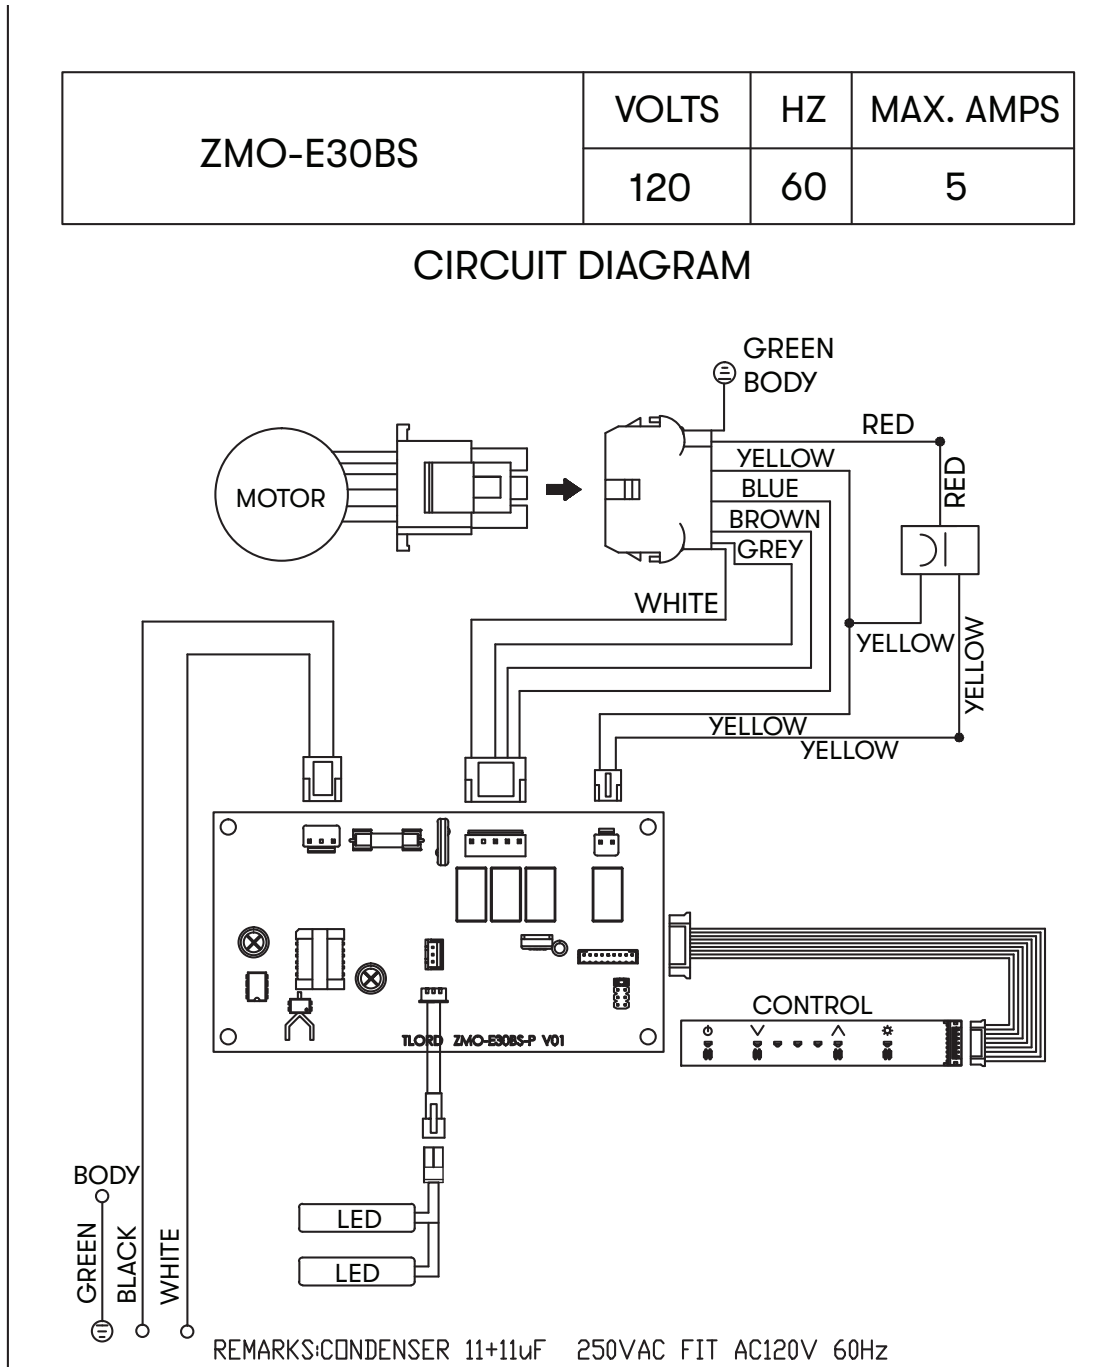 ZMO-E30BS
VOLTS HZ MAX. AMPS
120 60 5
CIRCUIT DIAGRAM
GREEN
BODY
RED
YELLOW
RED
BLUE
BROWN
GREY
MOTOR
WHITE
YELLOW
YELLOW
YELLOW
YELLOW
CONTROL
TLORD ZMO-E30BS-P V01
BODY
GREEN
BLACK
WHITE
LED
LED
REMARKS:CONDENSER 11+11uF 250VAC FIT AC120V 60Hz